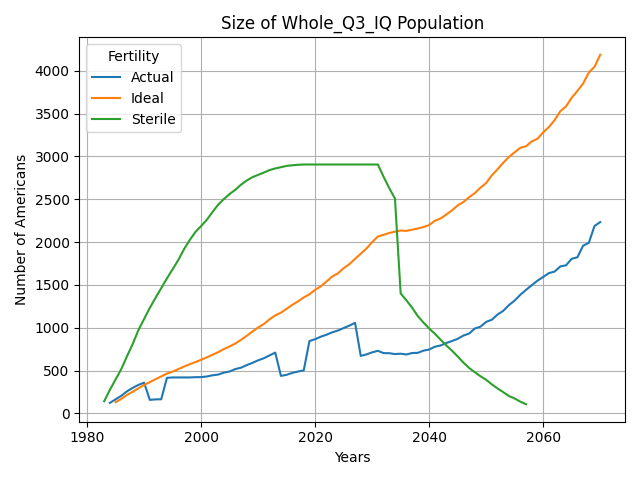 Size of Whole_Q3_IQ Population
Number of Americans
4000
3500
3000
2500
2000
1500
1000
500
0
Fertility
Actual
Ideal
Sterile
1980
2000
2020
2040
2060
Years